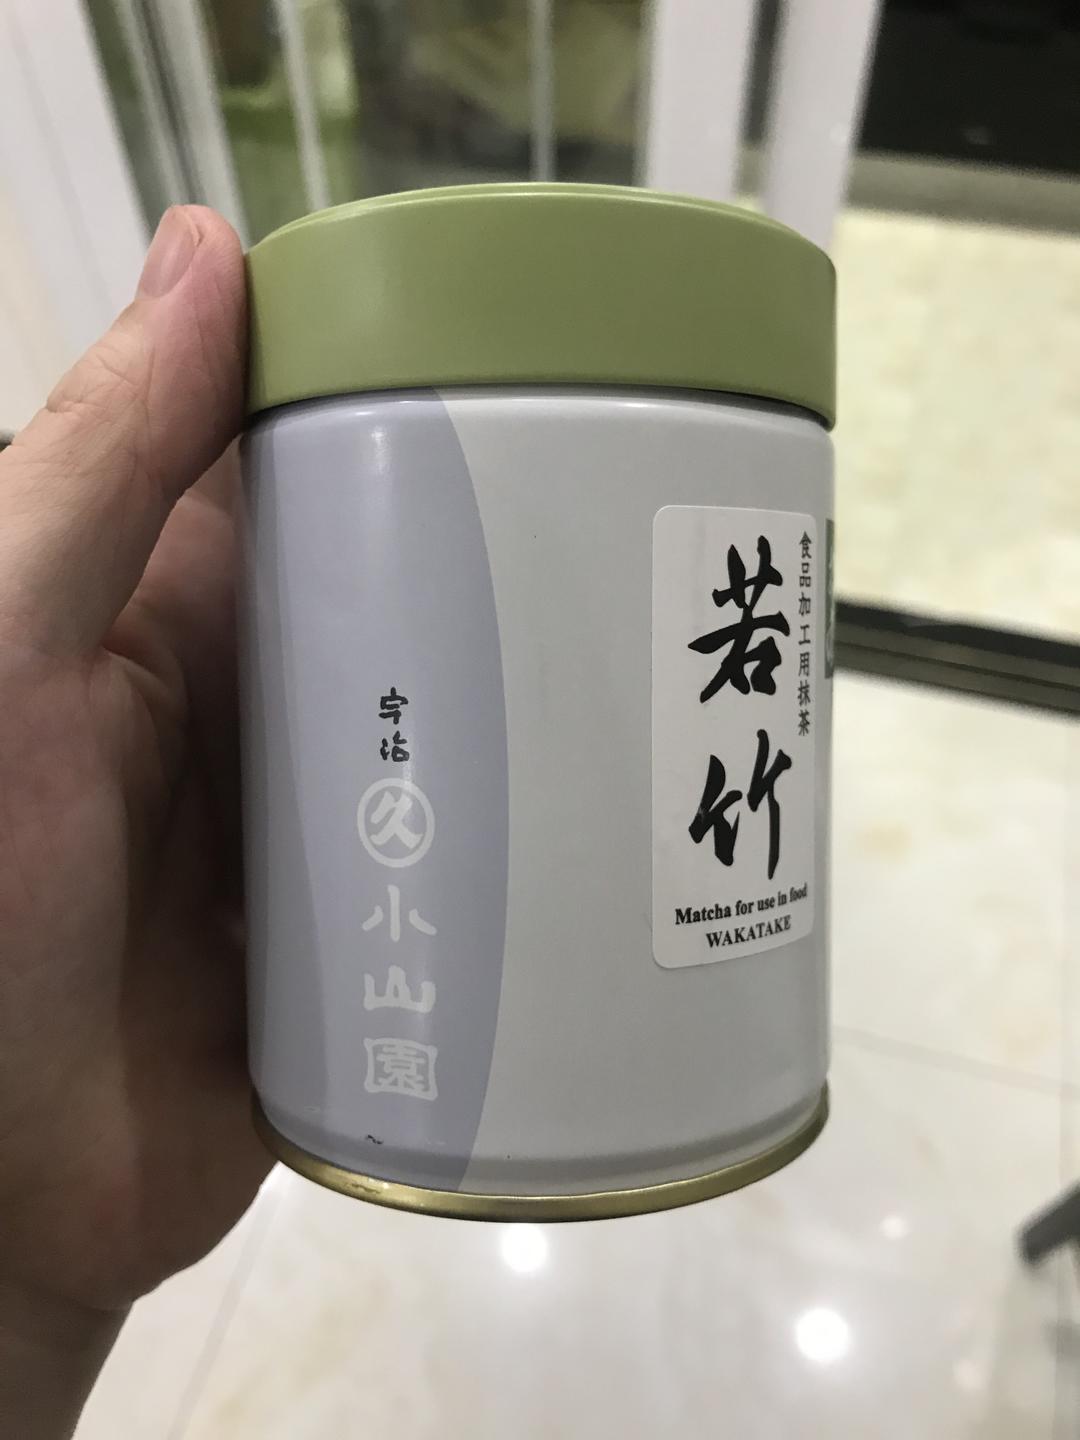 宇治
久
小山園
食品加工用抹茶
若竹
Matcha for use in food
WAKATAKE